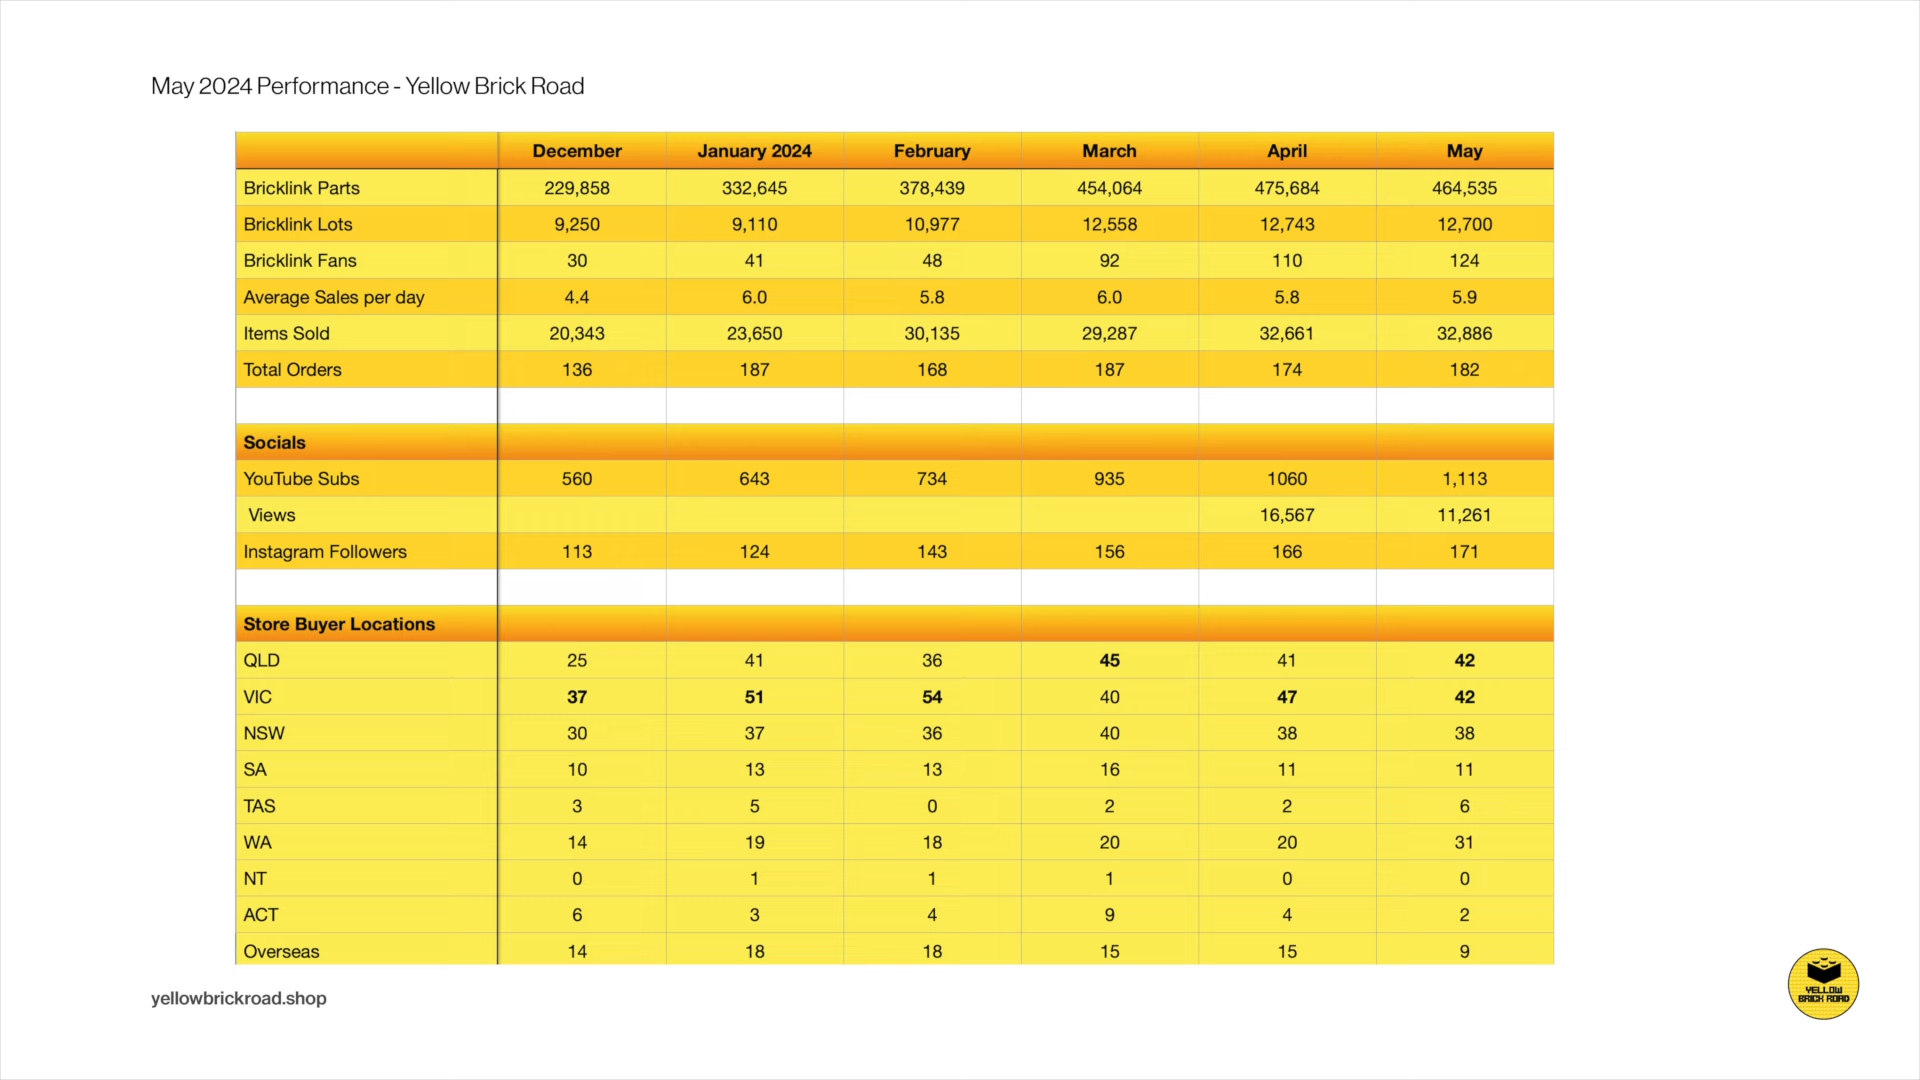 May 2024 Performance - Yellow Brick Road
December January 2024 February March April May
Bricklink Parts 229,858 332,645 378,439 454,064 475,684 464,535
Bricklink Lots 9,250 9,110 10,977 12,558 12,743 12,700
Bricklink Fans 30 41 48 92 110 124
Average Sales per day 4.4 6.0 5.8 6.0 5.8 5.9
Items Sold 20,343 23,650 30,135 29,287 32,661 32,886
Total Orders 136 187 168 187 174 182
Socials
YouTube Subs 560 643 734 935 1060 1,113
Views 16,567 11,261
Instagram Followers 113 124 143 156 166 171
Store Buyer Locations
QLD 25 41 36 45 41 42
VIC 37 51 54 40 47 42
NSW 30 37 36 40 38 38
SA 10 13 13 16 11 11
TAS 3 5 0 2 2 6
WA 14 19 18 20 20 31
NT 0 1 1 1 0 0
ACT 6 3 4 9 4 2
Overseas 14 18 18 15 15 9
yellowbrickroad.shop
YELLOW
BRICK ROAD